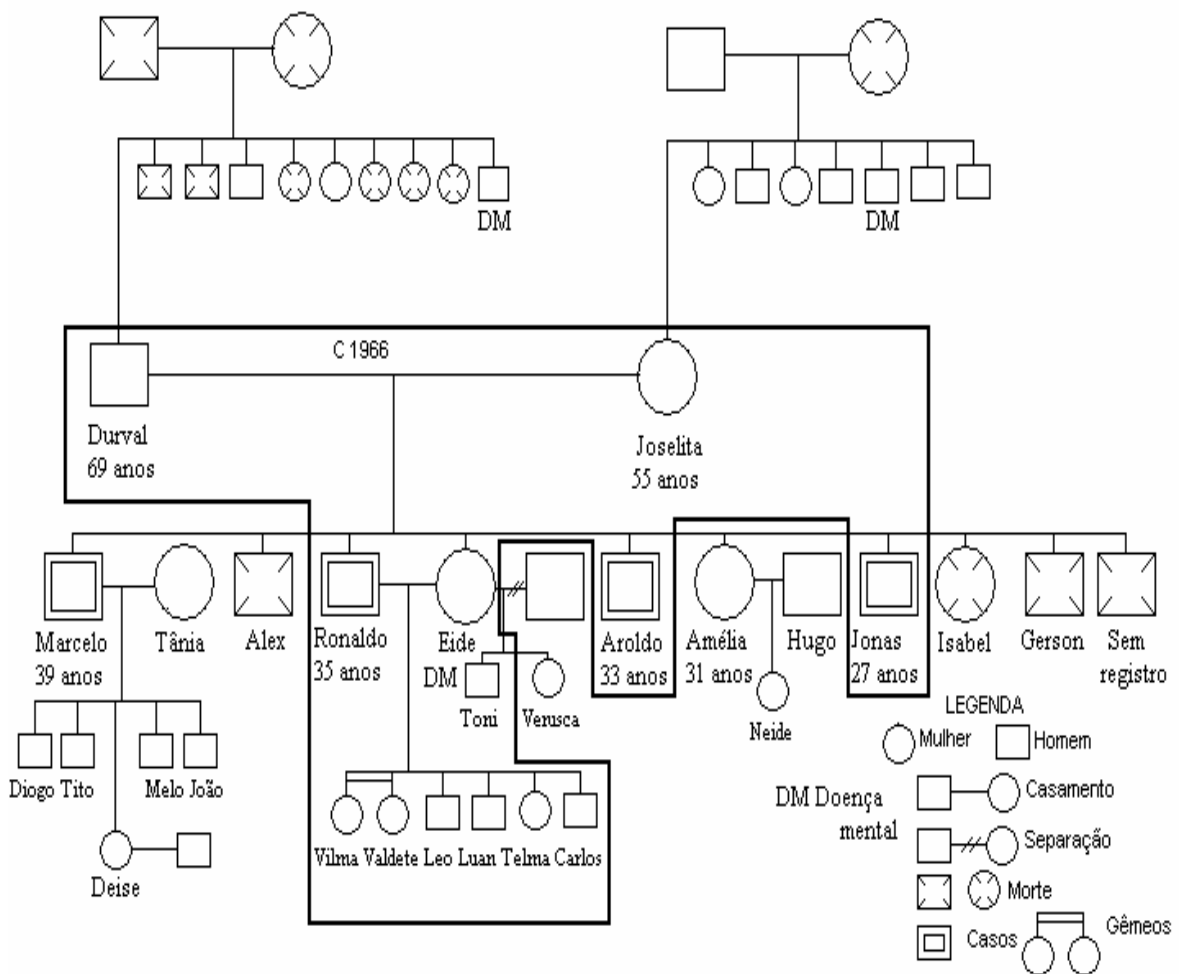 DM
DM
C 1966
Durval
69 anos
Joselita
55 anos
Marcelo
39 anos
Tânia
Alex
Ronaldo
35 anos
Eide
Aroldo
33 anos
Amélia
31 anos
Hugo
Jonas
27 anos
Isabel
Gerson
Sem
registro
DM
Toni
Verusca
Neide
Diogo Tito
Melo João
Deise
Vilma Valdete Leo Luan Telma Carlos
LEGENDA
Mulher
Homem
DM Doença
mental
Casamento
Separação
Morte
Casos
Gêmeos